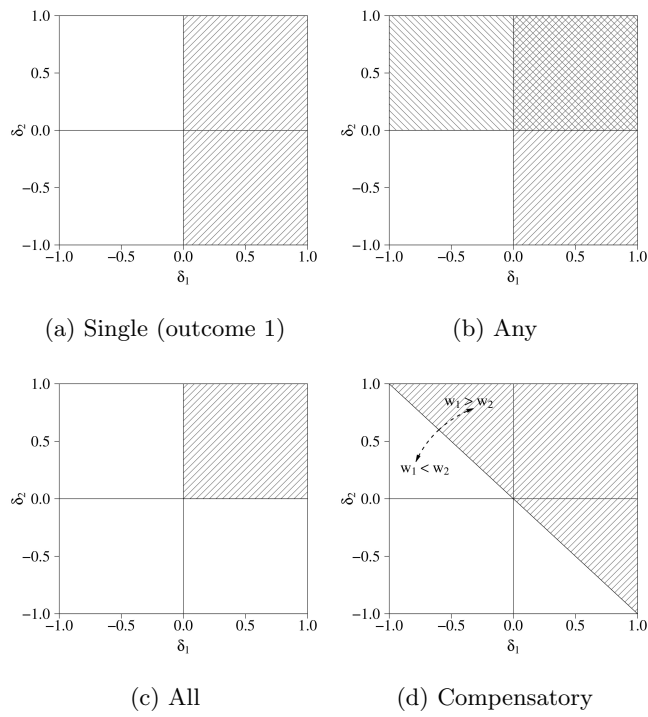 1.0 1.0
0.5 0.5
δ₂ 0.0 δ₂ 0.0
−0.5 −0.5
−1.0 −1.0
−1.0 −0.5 0.0 0.5 1.0 −1.0 −0.5 0.0 0.5 1.0
δ₁ δ₁
(a) Single (outcome 1) (b) Any
1.0 1.0
w₁ > w₂
0.5 0.5
w₁ < w₂
δ₂ 0.0 δ₂ 0.0
−0.5 −0.5
−1.0 −1.0
−1.0 −0.5 0.0 0.5 1.0 −1.0 −0.5 0.0 0.5 1.0
δ₁ δ₁
(c) All (d) Compensatory